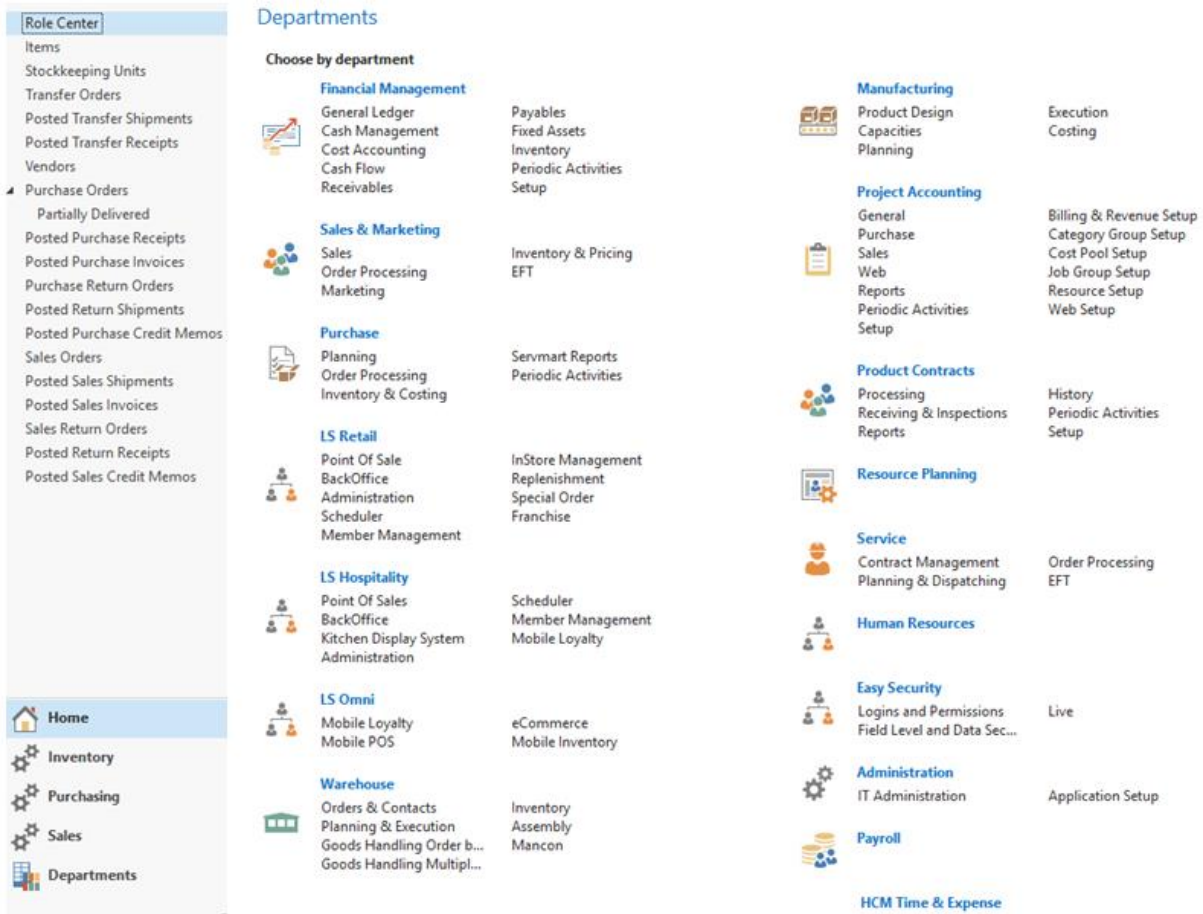 Role Center
Items
Stockkeeping Units
Transfer Orders
Posted Transfer Shipments
Posted Transfer Receipts
Vendors
Purchase Orders
Partially Delivered
Posted Purchase Receipts
Posted Purchase Invoices
Purchase Return Orders
Posted Return Shipments
Posted Purchase Credit Memos
Sales Orders
Posted Sales Shipments
Posted Sales Invoices
Sales Return Orders
Posted Return Receipts
Posted Sales Credit Memos
Home
Inventory
Purchasing
Sales
Departments
Departments
Choose by department
Financial Management
General Ledger Payables
Cash Management Fixed Assets
Cost Accounting Inventory
Cash Flow Periodic Activities
Receivables Setup
Sales & Marketing
Sales Inventory & Pricing
Order Processing EFT
Marketing
Purchase
Planning Servmart Reports
Order Processing Periodic Activities
Inventory & Costing
LS Retail
Point Of Sale InStore Management
BackOffice Replenishment
Administration Special Order
Scheduler Franchise
Member Management
LS Hospitality
Point Of Sales Scheduler
BackOffice Member Management
Kitchen Display System Mobile Loyalty
Administration
LS Omni
Mobile Loyalty eCommerce
Mobile POS Mobile Inventory
Warehouse
Orders & Contacts Inventory
Planning & Execution Assembly
Goods Handling Order b... Mancon
Goods Handling Multipl...
Manufacturing
Product Design Execution
Capacities Costing
Planning
Project Accounting
General Billing & Revenue Setup
Purchase Category Group Setup
Sales Cost Pool Setup
Web Job Group Setup
Reports Resource Setup
Periodic Activities Web Setup
Setup
Product Contracts
Processing History
Receiving & Inspections Periodic Activities
Reports Setup
Resource Planning
Service
Contract Management Order Processing
Planning & Dispatching EFT
Human Resources
Easy Security
Logins and Permissions Live
Field Level and Data Sec...
Administration
IT Administration Application Setup
Payroll
HCM Time & Expense